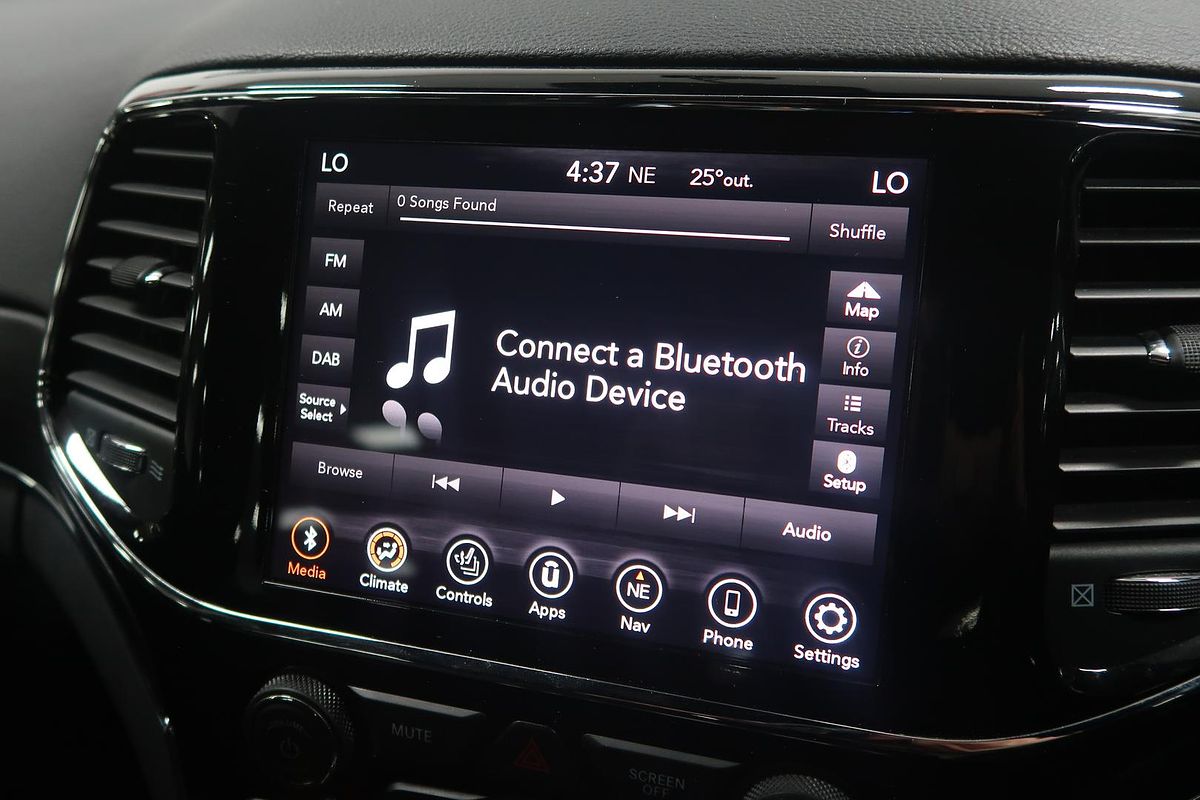 LO
4:37 NE
25°out.
LO
Repeat
0 Songs Found
Shuffle
FM
AM
DAB
Source
Select
Connect a Bluetooth
Audio Device
Map
Info
Tracks
Setup
Browse
Audio
Media
Climate
Controls
Apps
NE
Nav
Phone
Settings
VOLUME
MUTE
SCREEN
OFF